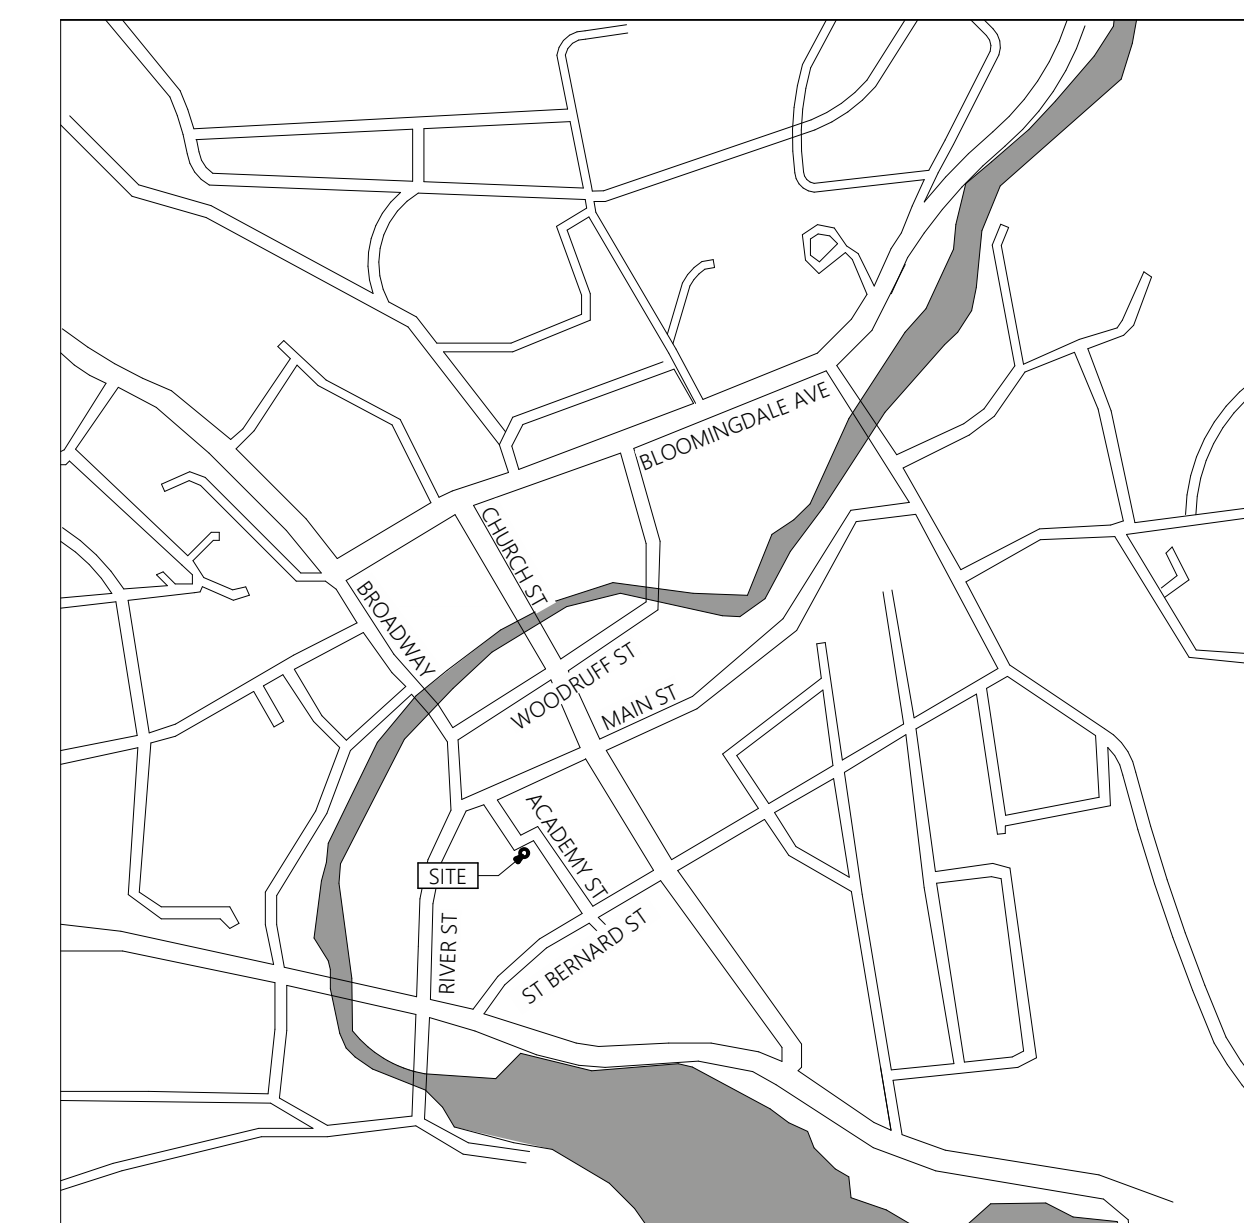 BLOOMINGDALE AVE
CHURCH ST
BROADWAY
WOODRUFF ST
MAIN ST
ACADEMY ST
SITE
RIVER ST
ST BERNARD ST